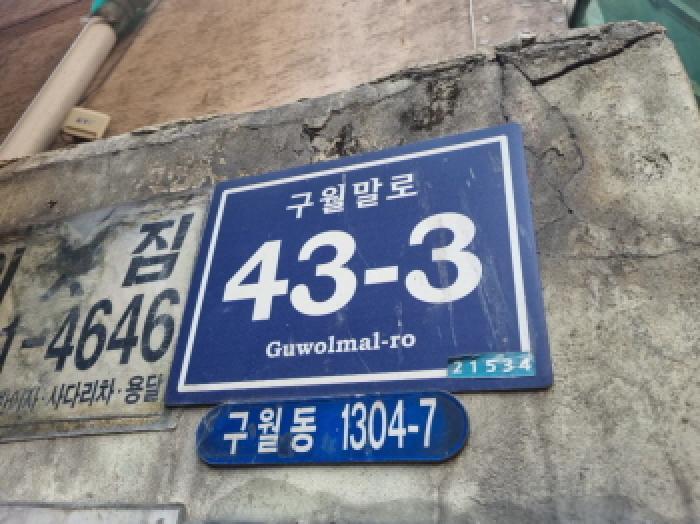 구월말로
43-3
Guwolmal-ro
21534
구월동 1304-7
집
1-4646
사다리차·용달